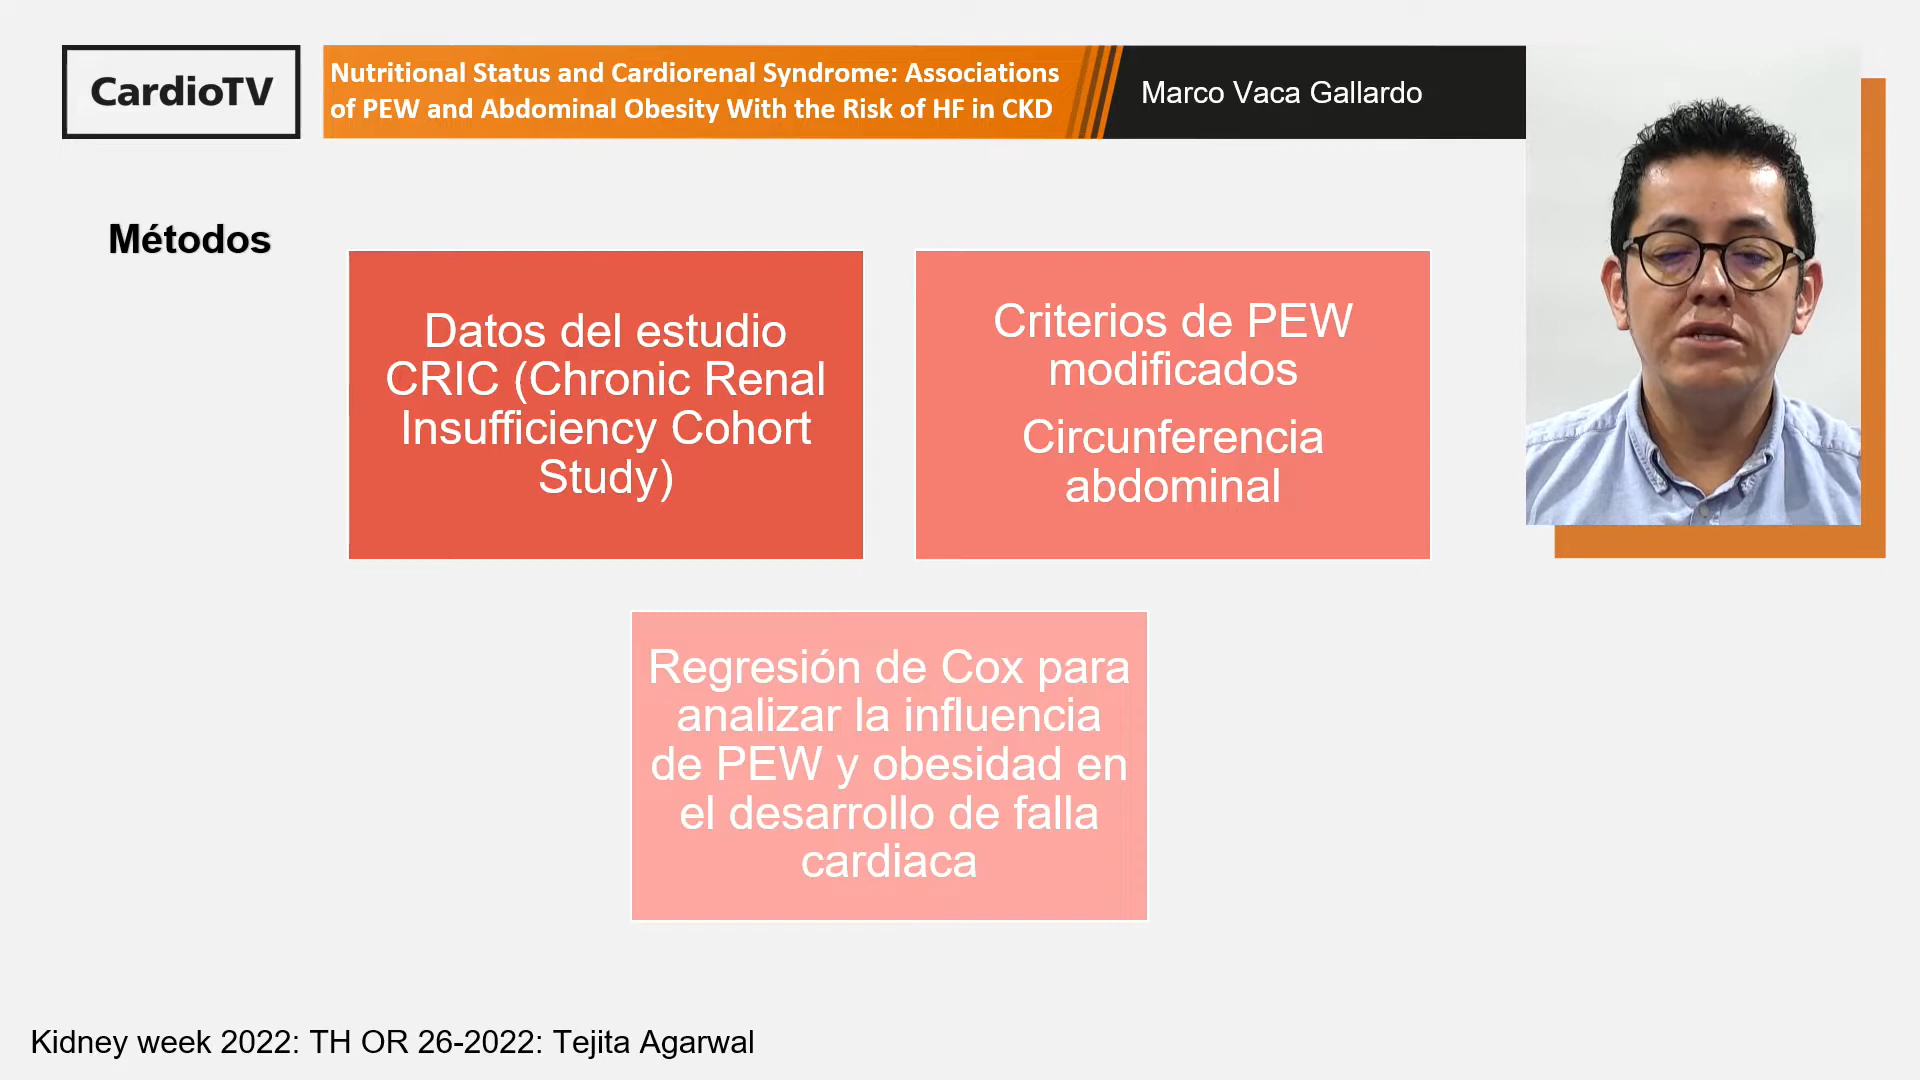 CardioTV
Nutritional Status and Cardiorenal Syndrome: Associations
of PEW and Abdominal Obesity With the Risk of HF in CKD
Marco Vaca Gallardo
Métodos
Datos del estudio
CRIC (Chronic Renal
Insufficiency Cohort
Study)
Criterios de PEW
modificados
Circunferencia
abdominal
Regresión de Cox para
analizar la influencia
de PEW y obesidad en
el desarrollo de falla
cardiaca
Kidney week 2022: TH OR 26-2022: Tejita Agarwal